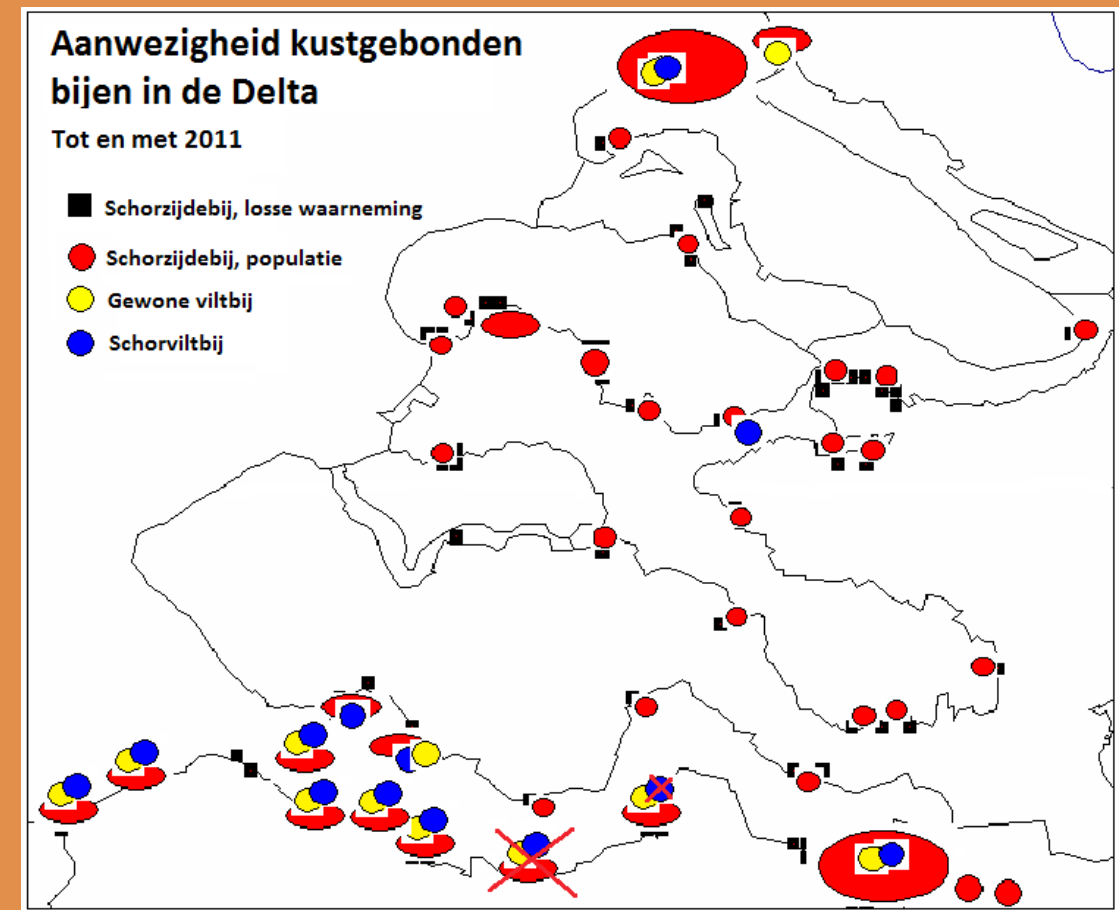 Aanwezigheid kustgebonden
bijen in de Delta
Tot en met 2011
Schorzijdebij, losse waarneming
Schorzijdebij, populatie
Gewone viltbij
Schorviltbij